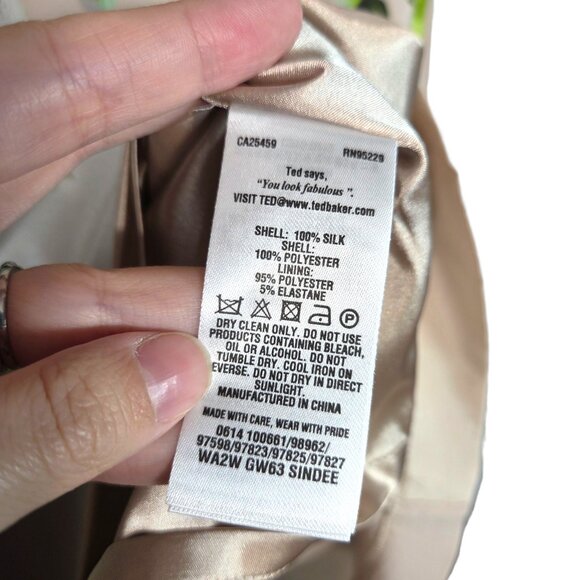 CA25459 RN95229
Ted says,
"You look fabulous".
VISIT TED@www.tedbaker.com
SHELL: 100% SILK
SHELL:
100% POLYESTER
LINING:
95% POLYESTER
5% ELASTANE
P
DRY CLEAN ONLY. DO NOT USE
PRODUCTS CONTAINING BLEACH,
OIL OR ALCOHOL. DO NOT
TUMBLE DRY. COOL IRON ON
REVERSE. DO NOT DRY IN DIRECT
SUNLIGHT.
MANUFACTURED IN CHINA
MADE WITH CARE, WEAR WITH PRIDE
0614 100661/98962/
97598/97823/97825/97827
WA2W GW63 SINDEE